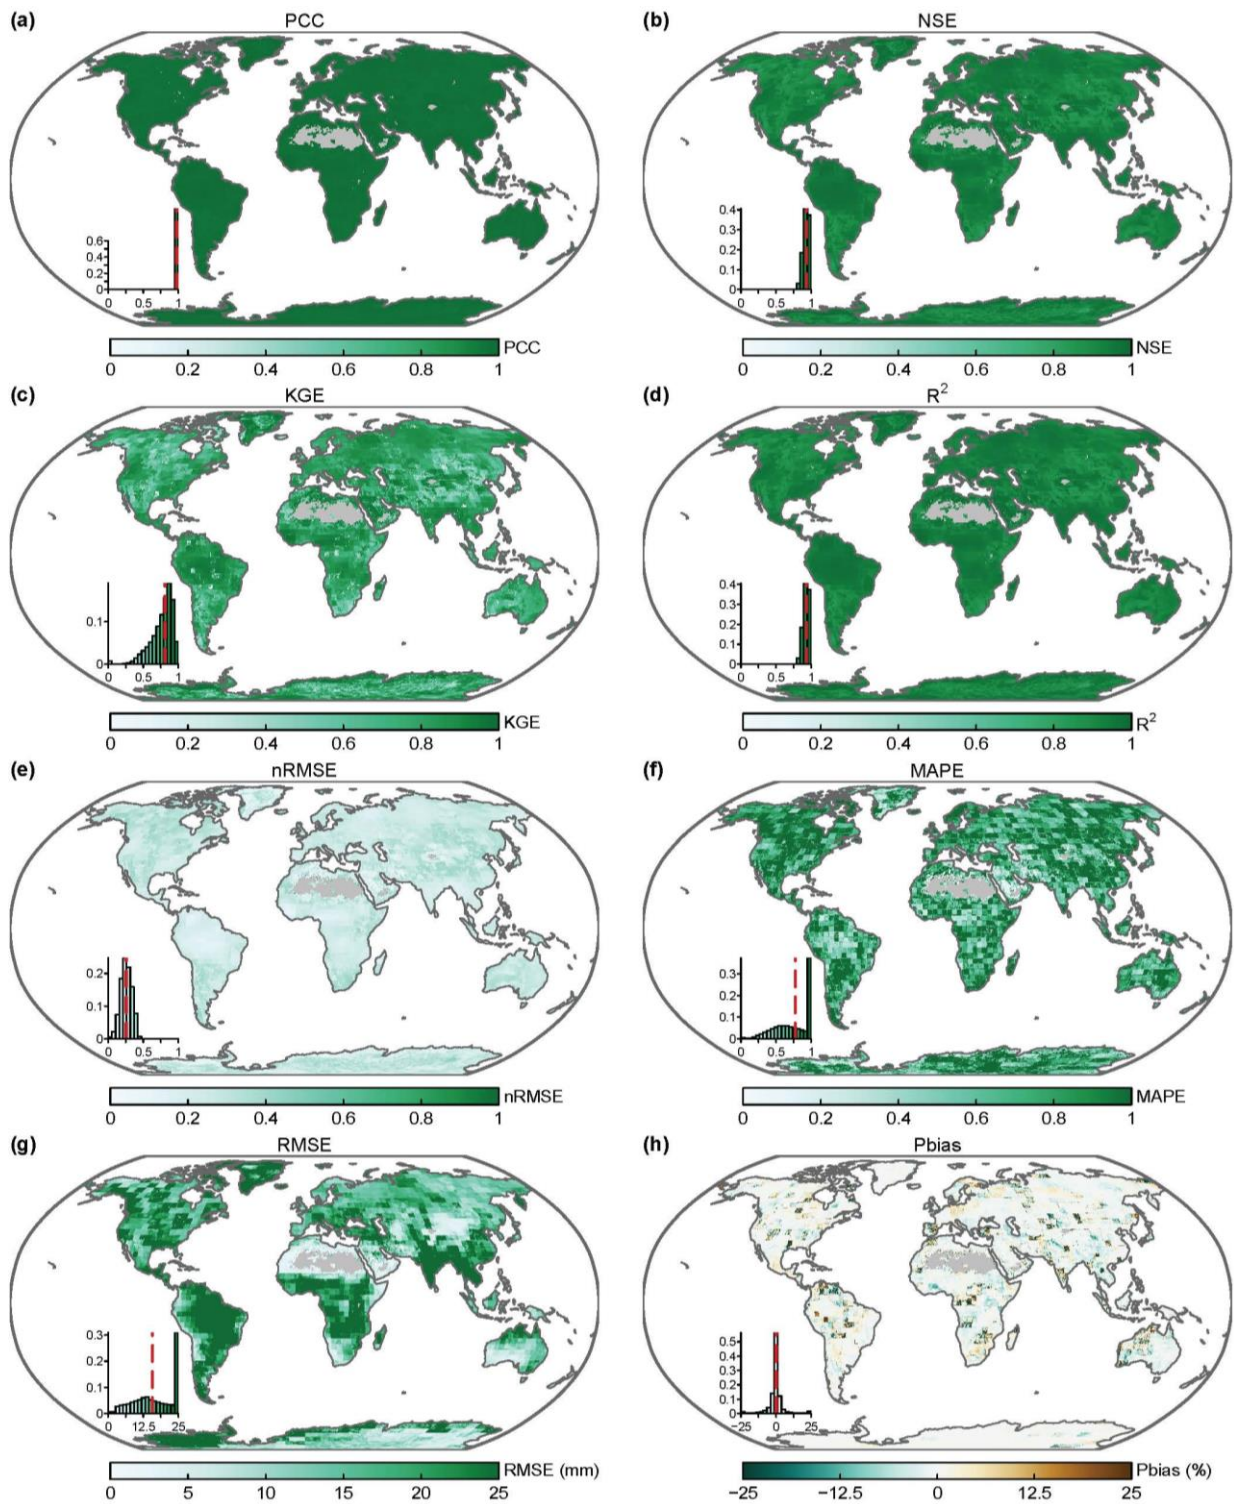 (a) PCC
0.6
0.4
0.2
0
0 0.5 1
PCC
0 0.2 0.4 0.6 0.8 1
(b) NSE
0.4
0.3
0.2
0.1
0
0 0.5 1
NSE
0 0.2 0.4 0.6 0.8 1
(c) KGE
0.1
0
0 0.5 1
KGE
0 0.2 0.4 0.6 0.8 1
(d) R²
0.4
0.3
0.2
0.1
0
0 0.5 1
R²
0 0.2 0.4 0.6 0.8 1
(e) nRMSE
0.2
0.1
0
0 0.5 1
nRMSE
0 0.2 0.4 0.6 0.8 1
(f) MAPE
0.3
0.2
0.1
0
0 0.5 1
MAPE
0 0.2 0.4 0.6 0.8 1
(g) RMSE
0.3
0.2
0.1
0
0 12.5 25
RMSE (mm)
0 5 10 15 20 25
(h) Pbias
0.5
0.4
0.3
0.2
0.1
0
−25 0 25
Pbias (%)
−25 −12.5 0 12.5 25